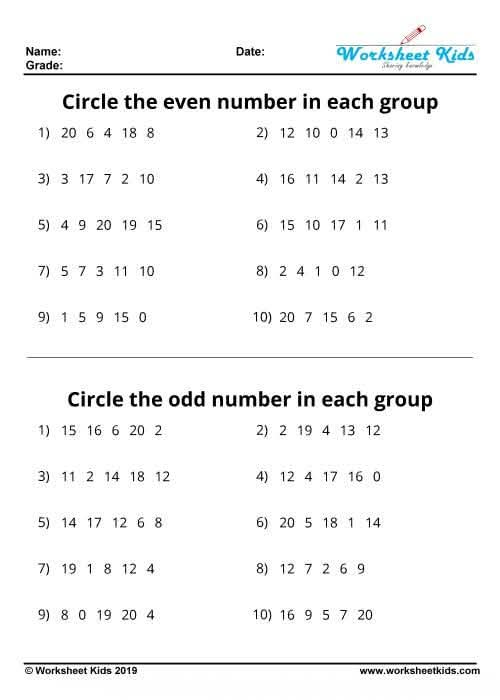 Name:
Date:
Worksheet Kids
Sharing knowledge
Grade:
Circle the even number in each group
1) 20 6 4 18 8
2) 12 10 0 14 13
3) 3 17 7 2 10
4) 16 11 14 2 13
5) 4 9 20 19 15
6) 15 10 17 1 11
7) 5 7 3 11 10
8) 2 4 1 0 12
9) 1 5 9 15 0
10) 20 7 15 6 2
Circle the odd number in each group
1) 15 16 6 20 2
2) 2 19 4 13 12
3) 11 2 14 18 12
4) 12 4 17 16 0
5) 14 17 12 6 8
6) 20 5 18 1 14
7) 19 1 8 12 4
8) 12 7 2 6 9
9) 8 0 19 20 4
10) 16 9 5 7 20
© Worksheet Kids 2019
www.worksheetkids.com